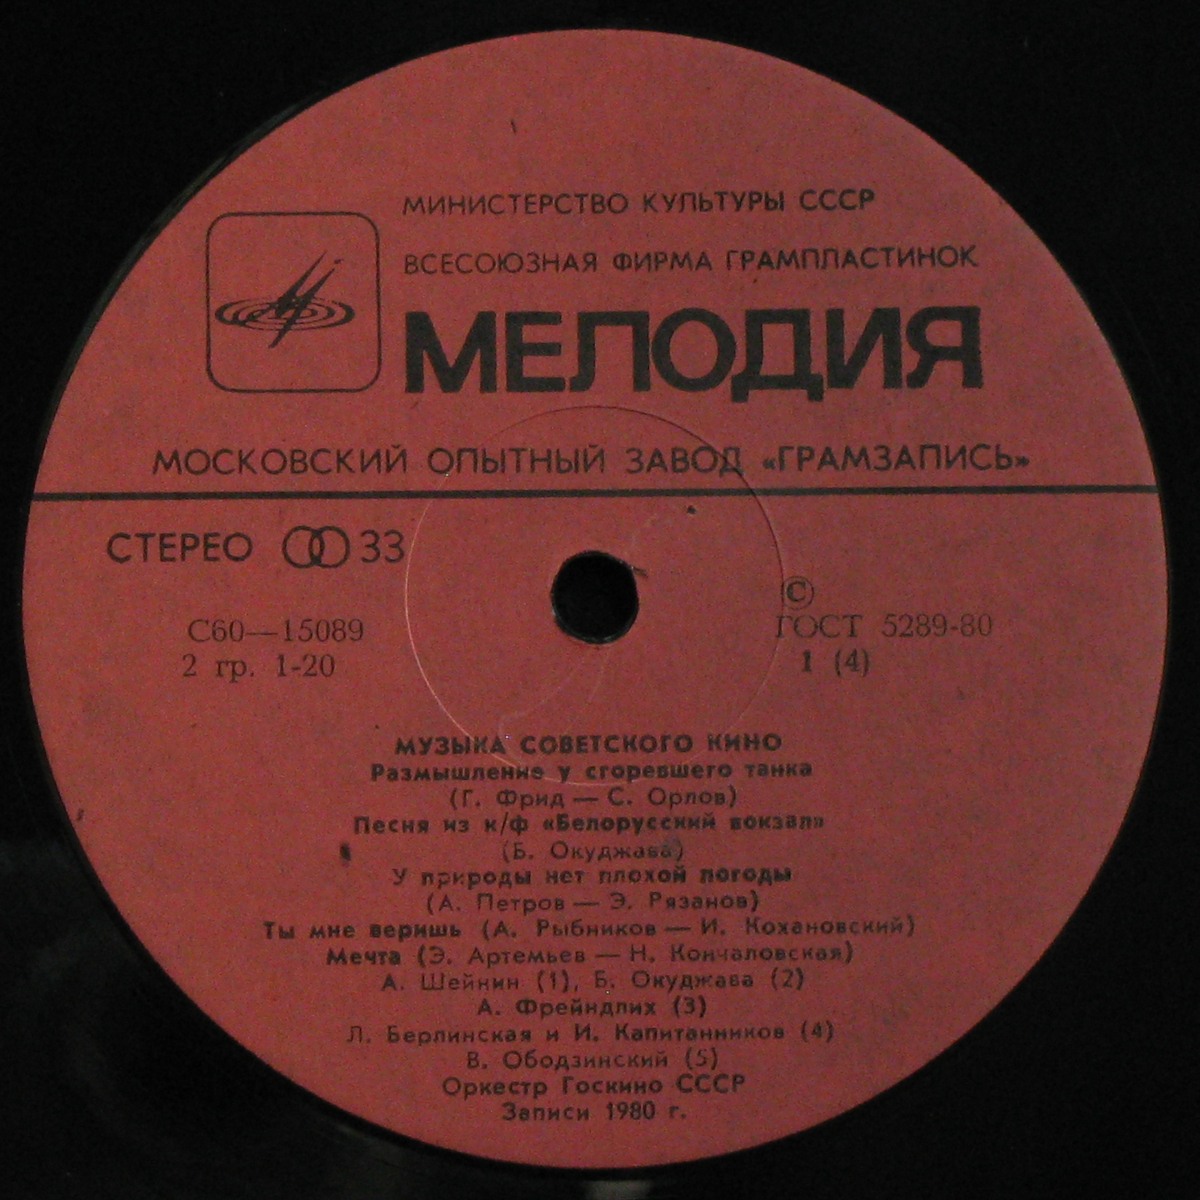 МИНИСТЕРСТВО КУЛЬТУРЫ СССР
ВСЕСОЮЗНАЯ ФИРМА ГРАМПЛАСТИНОК
МЕЛОДИЯ
МОСКОВСКИЙ ОПЫТНЫЙ ЗАВОД «ГРАМЗАПИСЬ»
СТЕРЕО 33
©
С60—15089 ГОСТ 5289-80
2 гр. 1-20 1 (4)
МУЗЫКА СОВЕТСКОГО КИНО
Размышление у сгоревшего танка
(Г. Фрид — С. Орлов)
Песня из к/ф «Белорусский вокзал»
(Б. Окуджава)
У природы нет плохой погоды
(А. Петров — Э. Рязанов)
Ты мне веришь (А. Рыбников — И. Кохановский)
Мечта (Э. Артемьев — Н. Кончаловская)
А. Шейнин (1), Б. Окуджава (2)
А. Фрейндлих (3)
Л. Берлинская и И. Капитанников (4)
В. Ободзинский (5)
Оркестр Госкино СССР
Записи 1980 г.